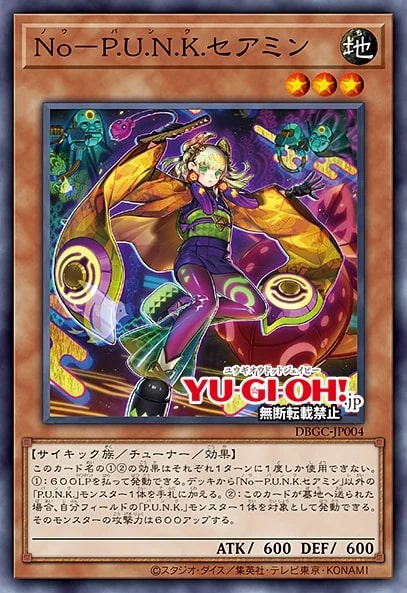 No－P.U.N.K.セアミン
地
ユウギオウドットジェイピー
YU-GI-OH!.jp
無断転載禁止
DBGC-JP004
【サイキック族／チューナー／効果】
このカード名の①②の効果はそれぞれ1ターンに1度しか使用できない。
①：600LPを払って発動できる。デッキから「No－P.U.N.K.セアミン」以外の
「P.U.N.K.」モンスター1体を手札に加える。②：このカードが墓地へ送られた
場合、自分フィールドの「P.U.N.K.」モンスター1体を対象として発動できる。
そのモンスターの攻撃力は600アップする。
ATK/ 600 DEF/ 600
©スタジオ・ダイス／集英社・テレビ東京・KONAMI